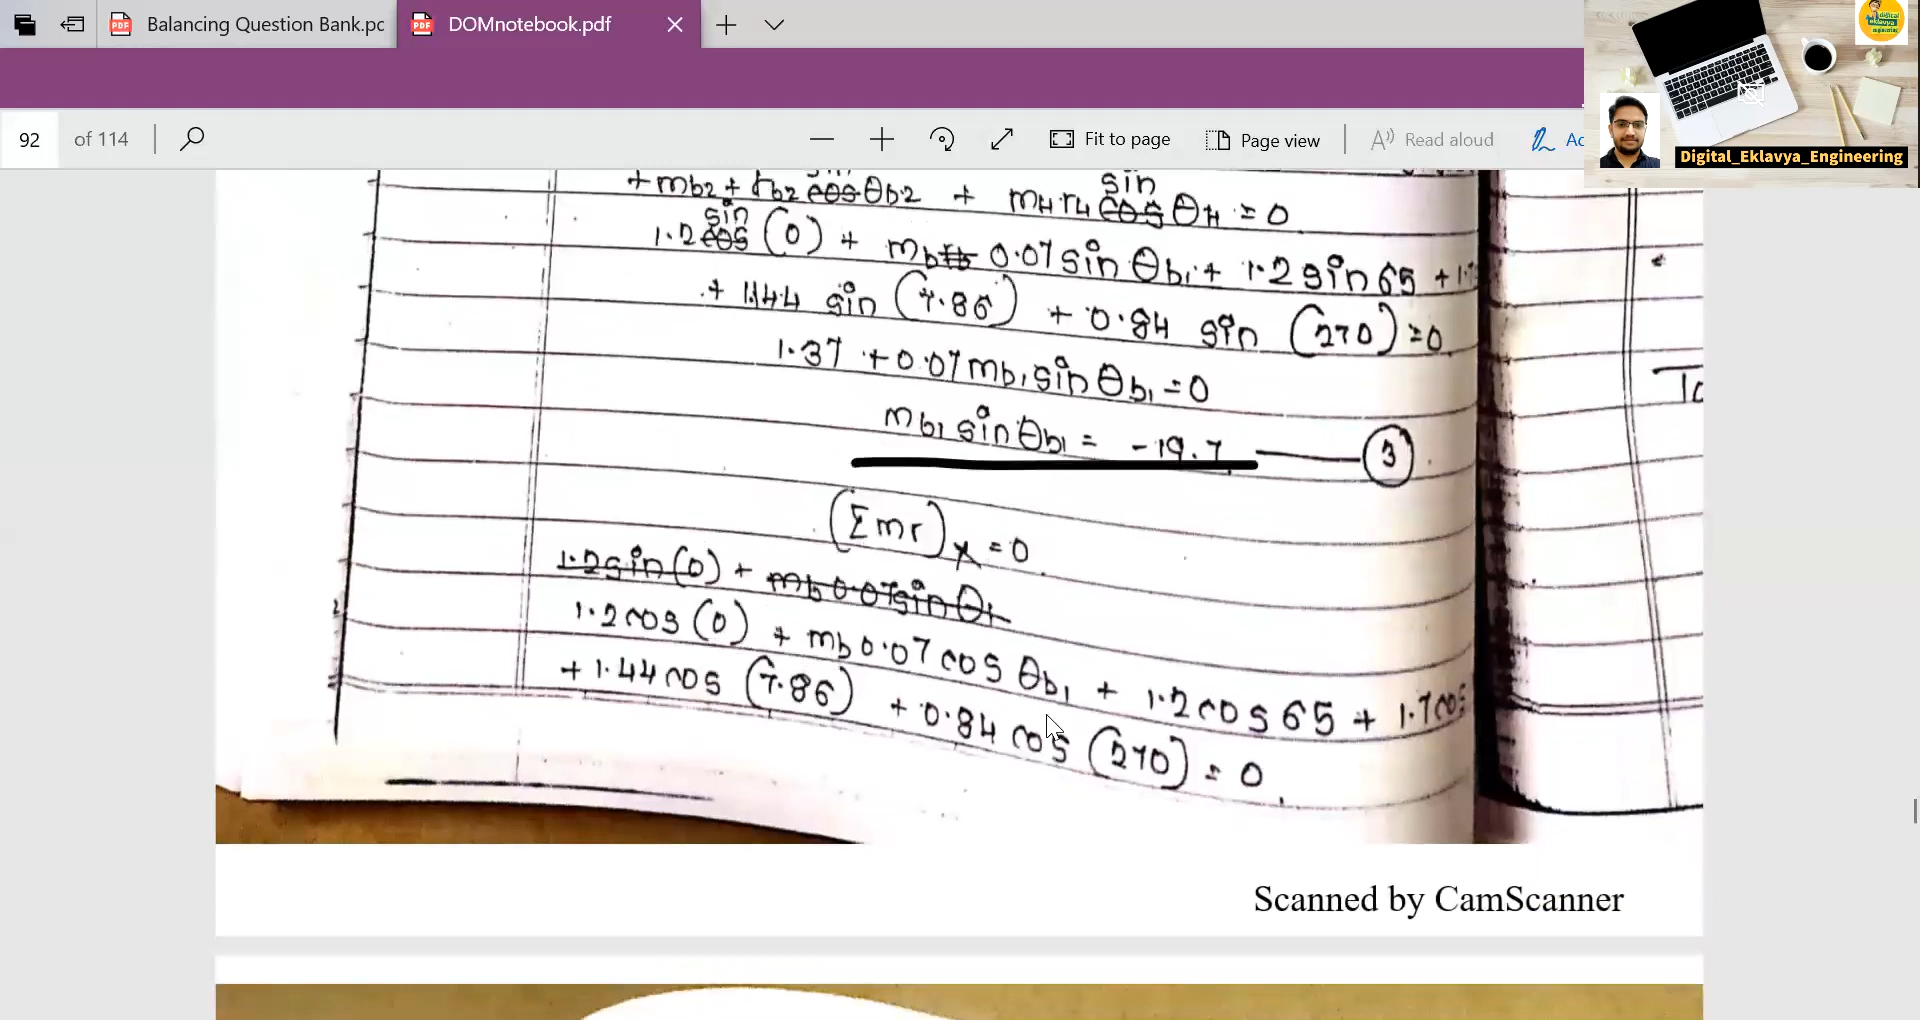 Balancing Question Bank.pc
DOMnotebook.pdf
92 of 114
Fit to page
Page view
Read aloud
Digital_Eklavya_Engineering
+ mb2 + rb2 θb2 + m4r4 sin θ4 = 0
1.2 sin (0) + mb 0.07 sin θb1 + 1.2 sin 65 + 1.
+ 1.44 sin (7.86) + 0.84 sin (270) = 0
1.37 + 0.07 mb1 sin θb1 = 0
mb1 sin θb1 = -19.7 ③
(Σmr)x = 0
1.2 sin (0) + mb 0.07 sin θ1
1.2 cos (0) + mb 0.07 cos θb1 + 1.2 cos 65 + 1.7 cos
+ 1.44 cos (7.86) + 0.84 cos (270) = 0
Scanned by CamScanner